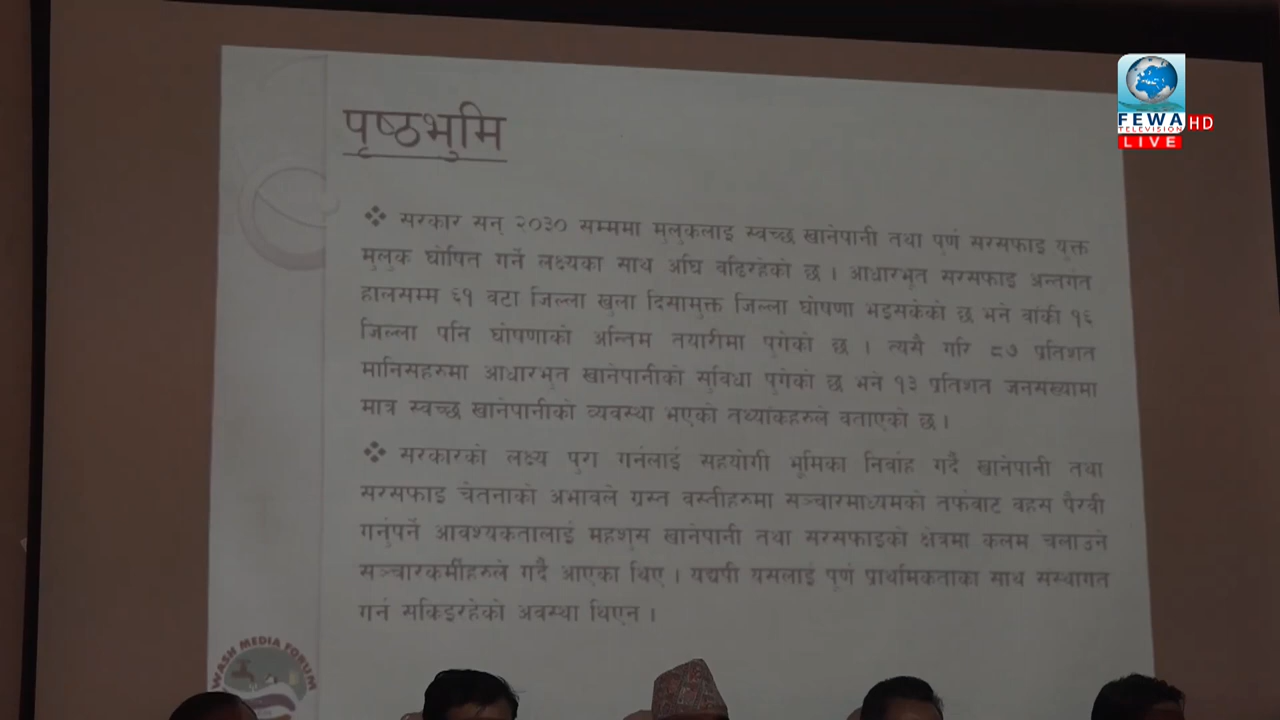 पृष्ठभुमि
❖ सरकार सन् २०३० सम्ममा मुलुकलाइ स्वच्छ खानेपानी तथा पुर्ण सरसफाइ युक्त
मुलुक घोषित गर्ने लक्ष्यका साथ अघि बढिरहेको छ । आधारभुत सरसफाइ अन्तर्गत
हालसम्म ६१ वटा जिल्ला खुला दिसामुक्त जिल्ला घोषणा भइसकेको छ भने बांकी १६
जिल्ला पनि घोषणाको अन्तिम तयारीमा पुगेको छ । त्यसै गरि ८७ प्रतिशत
मानिसहरुमा आधारभुत खानेपानीको सुविधा पुगेको छ भने १३ प्रतिशत जनसंख्यामा
मात्र स्वच्छ खानेपानीको व्यवस्था भएको तथ्यांकहरुले बताएको छ ।
❖ सरकारको लक्ष्य पुरा गर्नलाई सहयोगी भूमिका निर्वाह गर्दै खानेपानी तथा
सरसफाइ चेतनाको अभावले ग्रस्त बस्तीहरुमा सञ्चारमाध्यमको तर्फबाट बहस पैरवी
गर्नुपर्ने आवश्यकतालाई महशुस खानेपानी तथा सरसफाइको क्षेत्रमा कलम चलाउने
सञ्चारकर्मीहरुले गर्दै आएका थिए । यद्यपी यसलाई पूर्ण प्राथमिकताका साथ संस्थागत
गर्न सकिइरहेको अवस्था थिएन ।
WASH MEDIA FORUM
FEWA HD
TELEVISION
LIVE